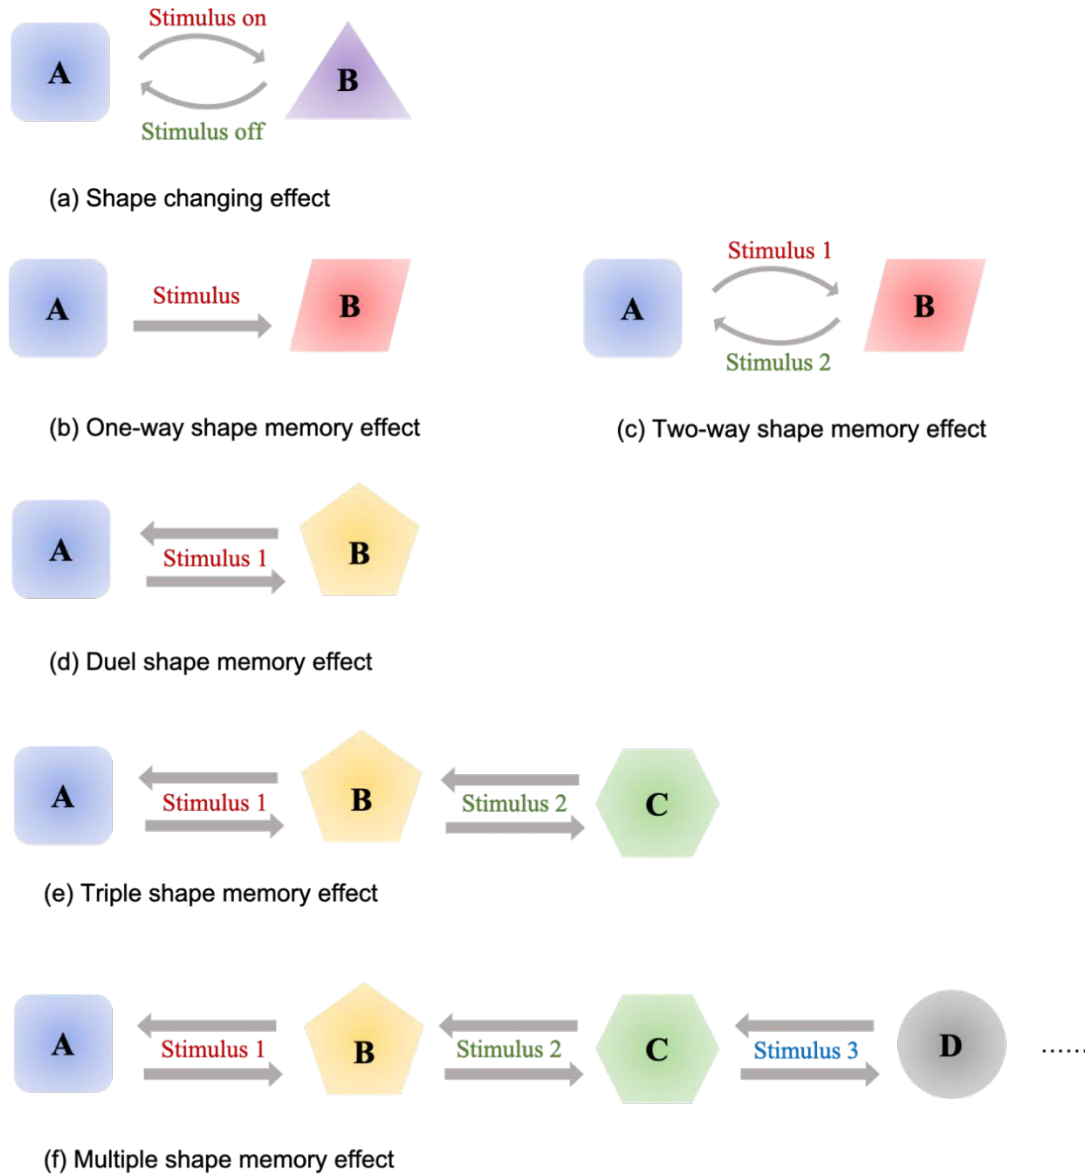 Stimulus on
A
B
Stimulus off
(a) Shape changing effect
A
Stimulus
B
(b) One-way shape memory effect
Stimulus 1
A
B
Stimulus 2
(c) Two-way shape memory effect
A
Stimulus 1
B
(d) Duel shape memory effect
A
Stimulus 1
B
Stimulus 2
C
(e) Triple shape memory effect
A
Stimulus 1
B
Stimulus 2
C
Stimulus 3
D
......
(f) Multiple shape memory effect